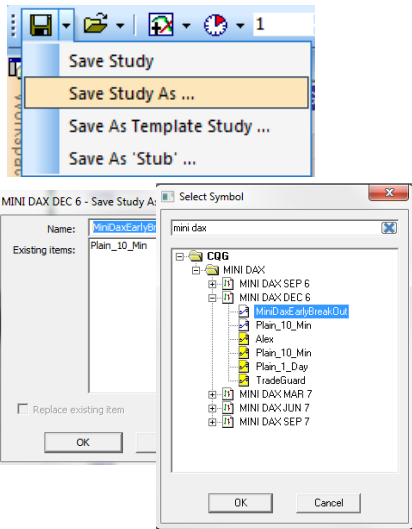 1
Save Study
Save Study As ...
Save As Template Study ...
Save As 'Stub' ...
MINI DAX DEC 6 - Save Study As
Name:
MiniDaxEarlyBr
Existing items:
Plain_10_Min
Replace existing item
OK
Select Symbol
mini dax
CQG
MINI DAX
MINI DAX SEP 6
MINI DAX DEC 6
MiniDaxEarlyBreakOut
Plain_10_Min
Alex
Plain_10_Min
Plain_1_Day
TradeGuard
MINI DAX MAR 7
MINI DAX JUN 7
MINI DAX SEP 7
OK
Cancel